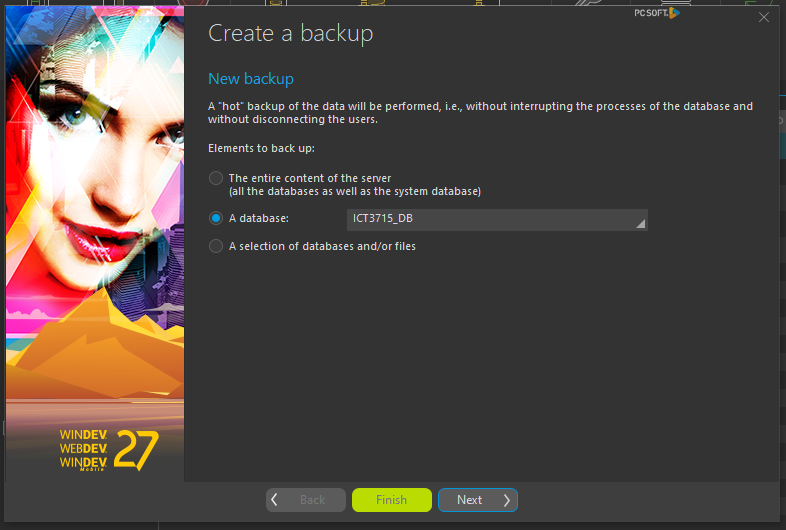 PC SOFT
Create a backup
New backup
A "hot" backup of the data will be performed, i.e., without interrupting the processes of the database and
without disconnecting the users.
Elements to back up:
The entire content of the server
(all the databases as well as the system database)
A database:
ICT3715_DB
A selection of databases and/or files
WINDEV
WEBDEV
WINDEV
Mobile
27
Back
Finish
Next